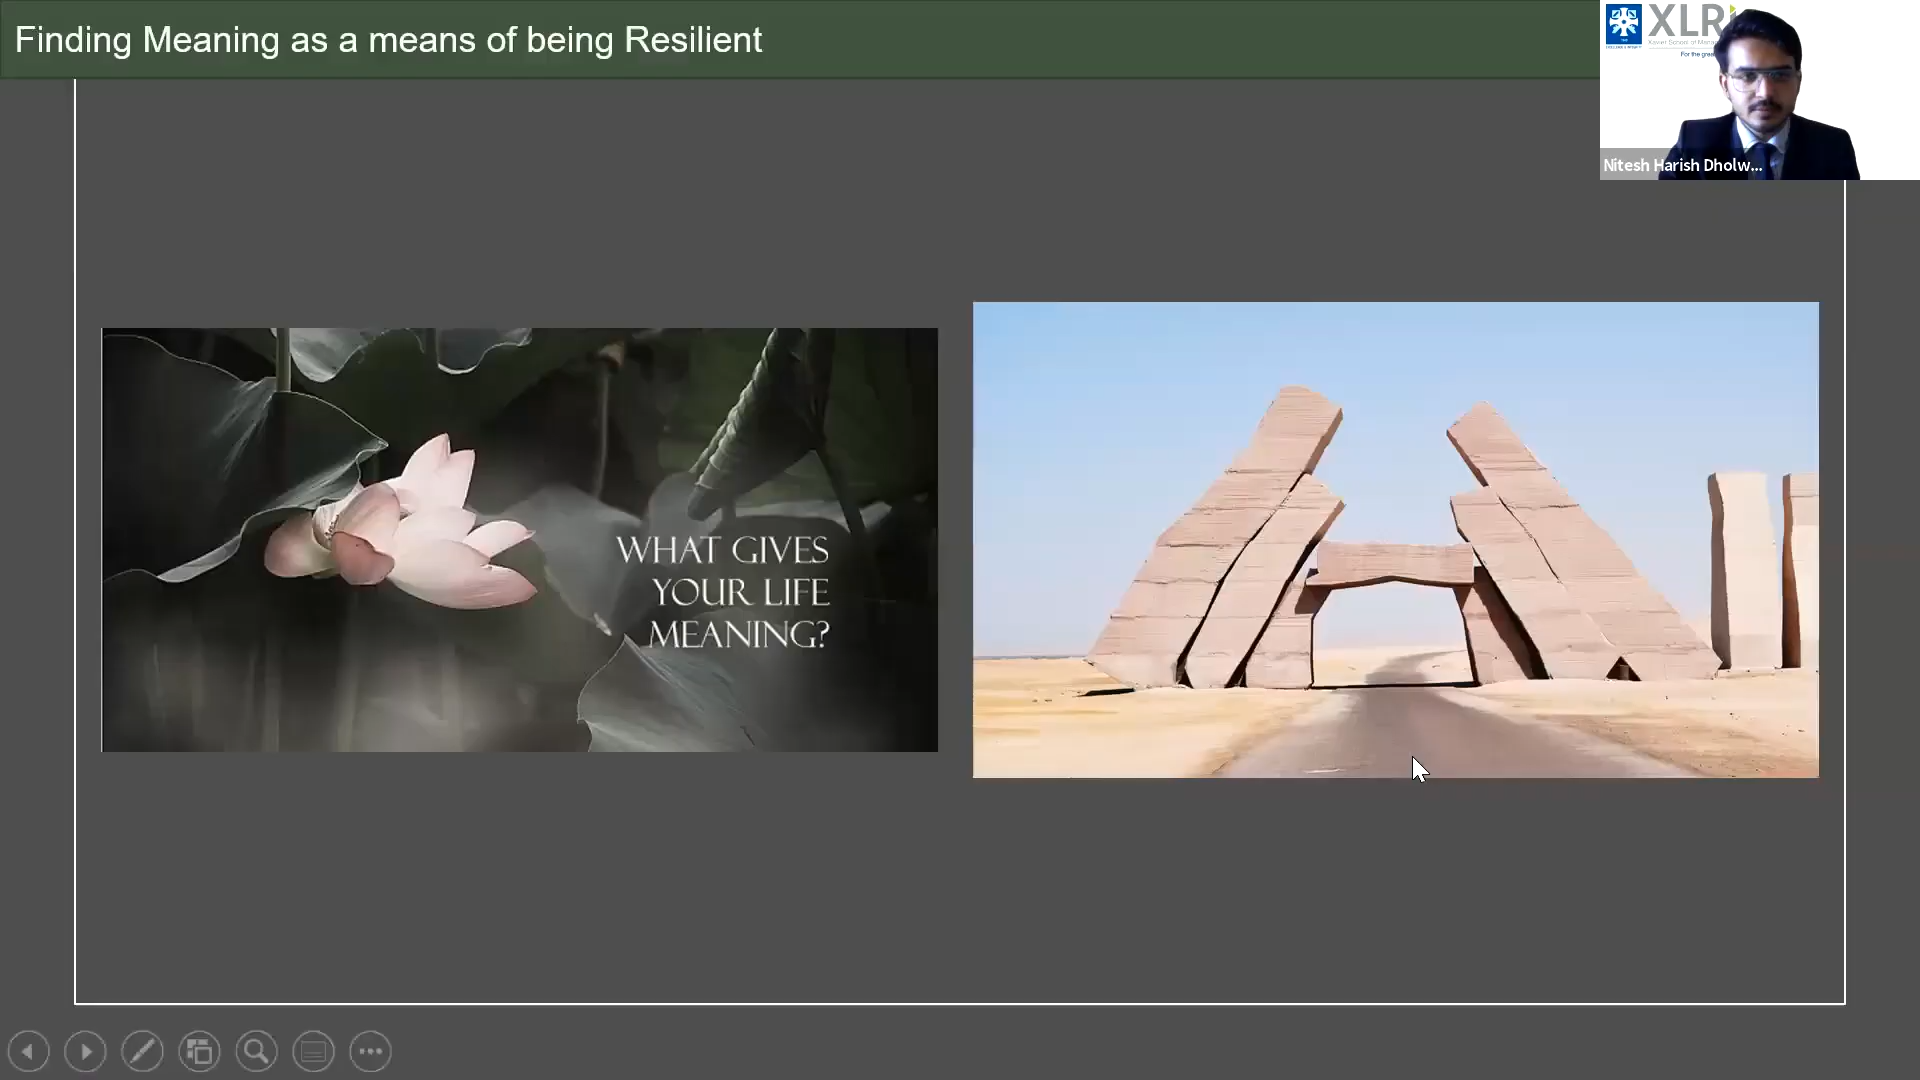 Finding Meaning as a means of being Resilient
XLRi
Nitesh Harish Dholw...
WHAT GIVES
YOUR LIFE
MEANING?